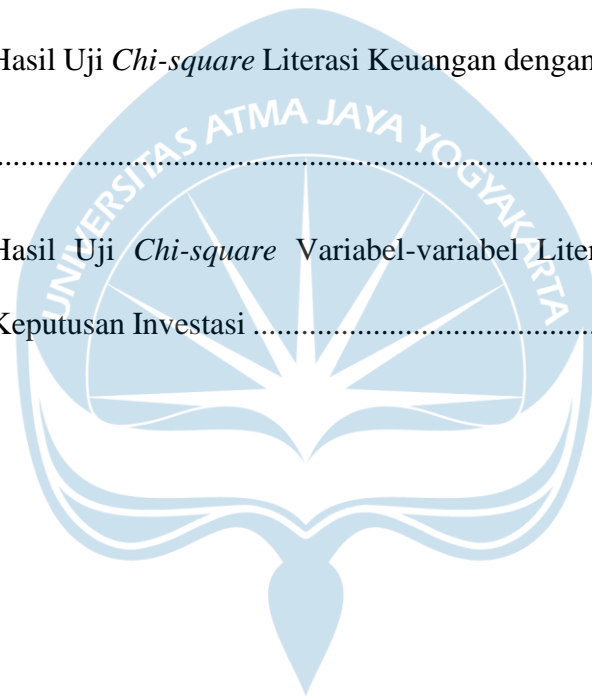 Hasil Uji Chi-square Literasi Keuangan dengan
UNIVERSITAS ATMA JAYA YOGYAKARTA
................................................................................
Hasil Uji Chi-square Variabel-variabel Liter
Keputusan Investasi ..............................................